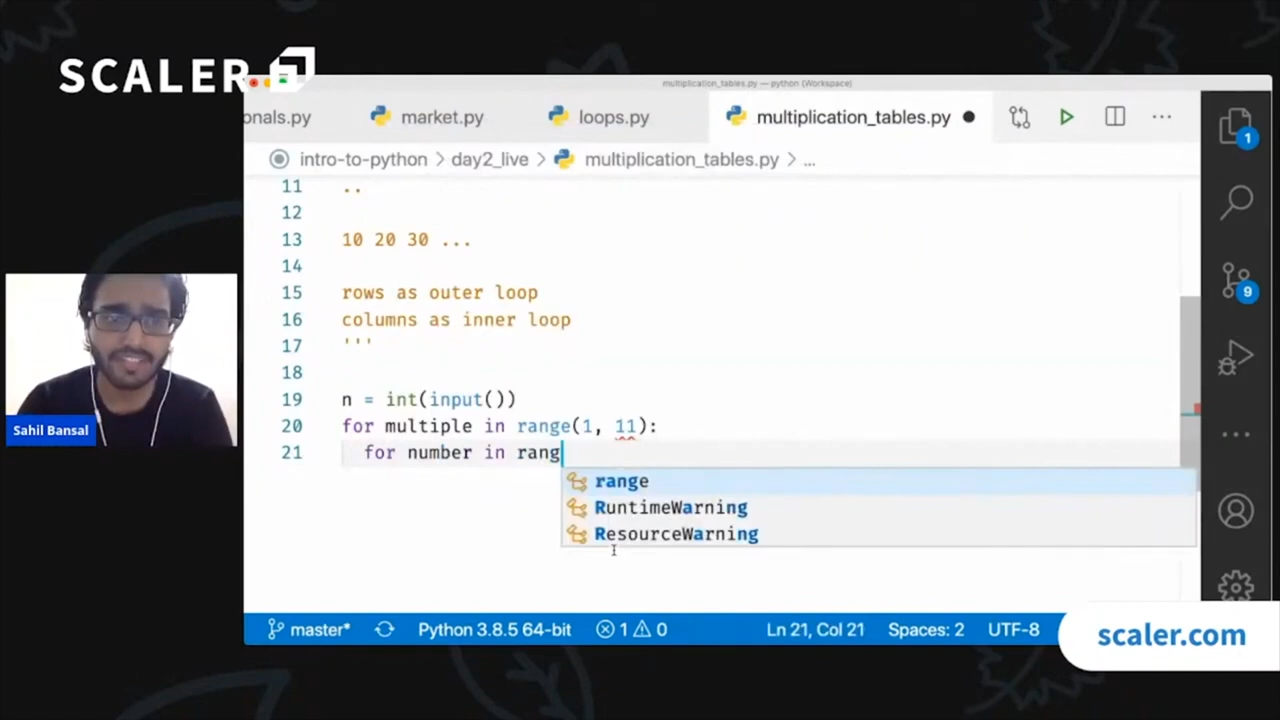 SCALER
multiplication_tables.py — python (Workspace)
onals.py market.py loops.py multiplication_tables.py
intro-to-python > day2_live > multiplication_tables.py > ...
11 ..
12
13 10 20 30 ...
14
15 rows as outer loop
16 columns as inner loop
17 '''
18
19 n = int(input())
20 for multiple in range(1, 11):
21 for number in rang
range
RuntimeWarning
ResourceWarning
1
9
Sahil Bansal
master* Python 3.8.5 64-bit 1 0 Ln 21, Col 21 Spaces: 2 UTF-8
scaler.com